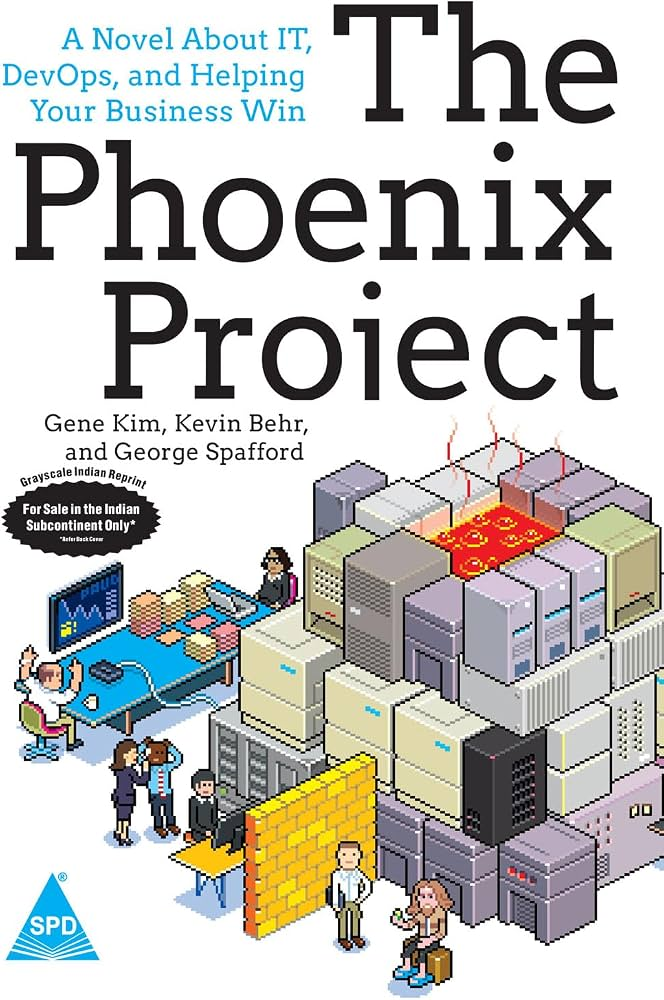 A Novel About IT,
DevOps, and Helping
Your Business Win
The
Phoenix
Proiect
Gene Kim, Kevin Behr,
and George Spafford
Grayscale Indian Reprint
For Sale in the Indian
Subcontinent Only*
*Refer Back Cover
®
SPD